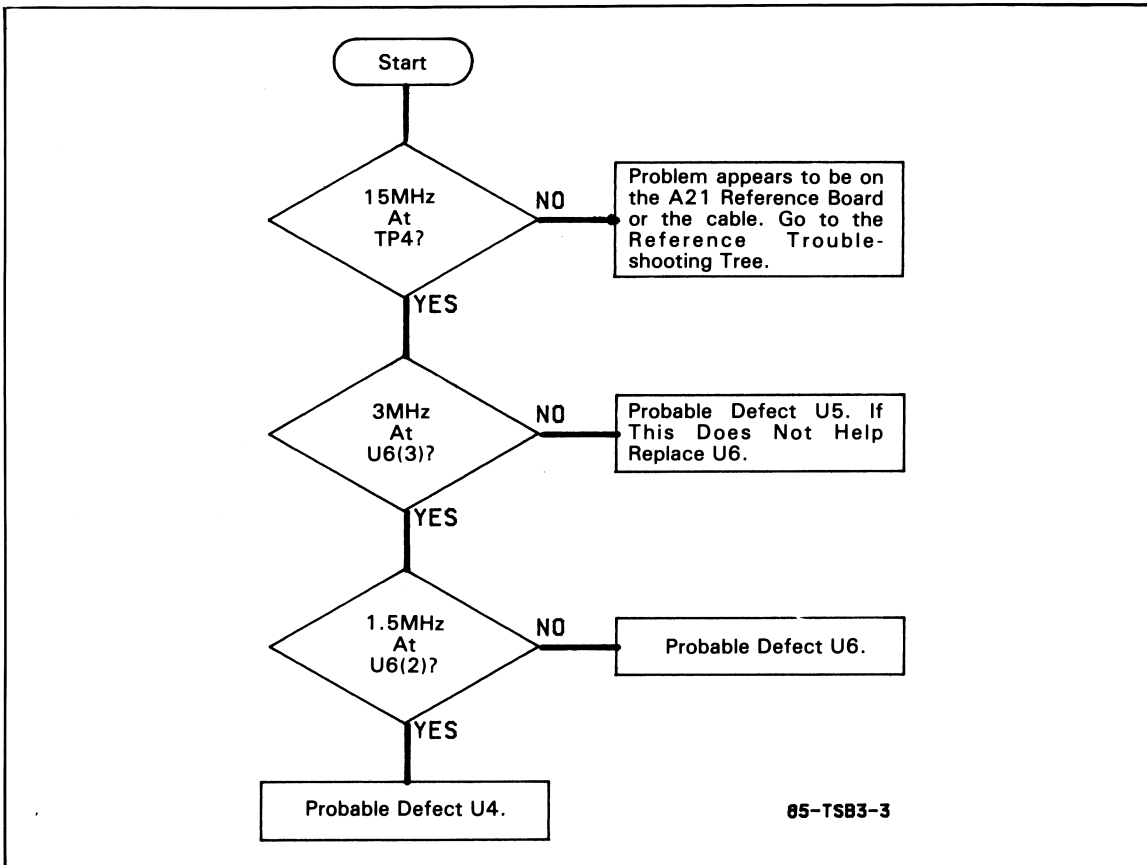 Start
15MHz
At
TP4?
NO
Problem appears to be on
the A21 Reference Board
or the cable. Go to the
Reference Trouble-
shooting Tree.
YES
3MHz
At
U6(3)?
NO
Probable Defect U5. If
This Does Not Help
Replace U6.
YES
1.5MHz
At
U6(2)?
NO
Probable Defect U6.
YES
Probable Defect U4.
85-TSB3-3